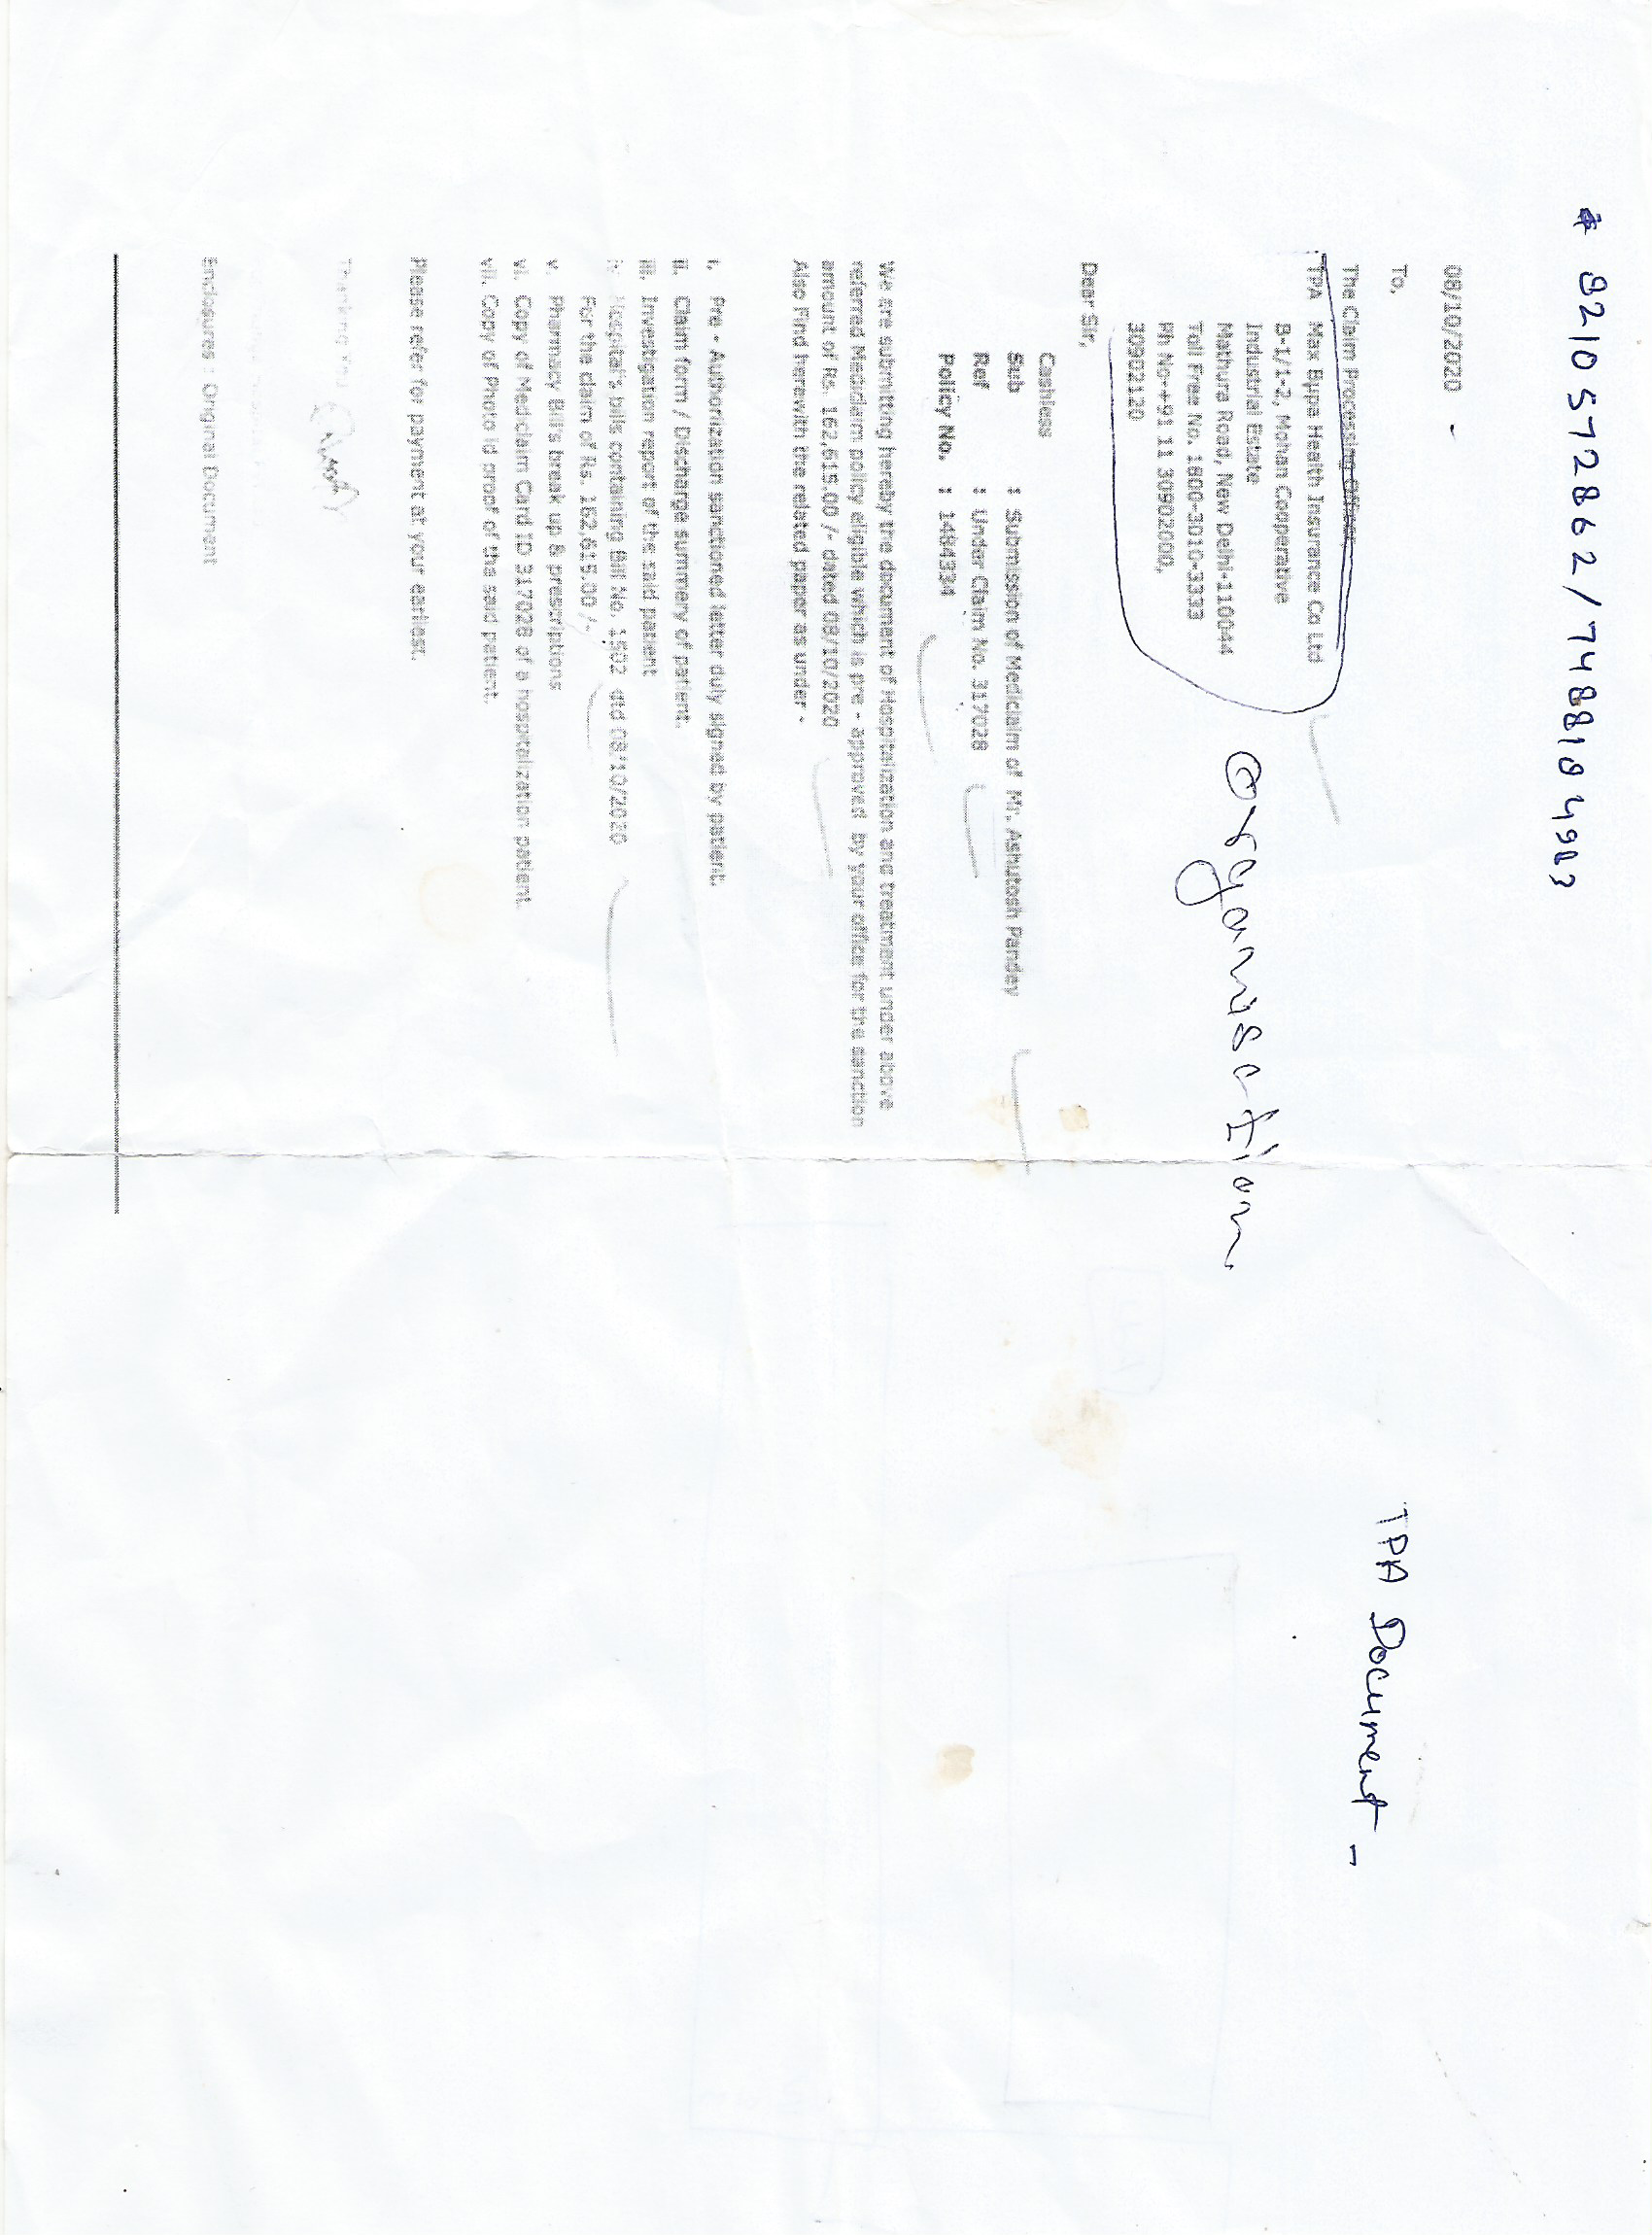 * 8210572862/7488104983
08/10/2020
To,
The Claim Processing Officer
TPA Max Bupa Health Insurance Co Ltd
B-1/1-2, Mohan Cooperative
Industrial Estate
Mathura Road, New Delhi-110044
Toll Free No. 1800-3010-3333
Ph No-+91 11 30902000,
30902120
Organisation
TPA Document -
Dear Sir,
Cashless
Sub : Submission of Mediclaim of Mr. Ashutosh Pandey
Ref : Under Claim No. 317028
Policy No. : 1484334
We are submitting hereby the document of Hospitalization and treatment under above
referred Mediclaim policy eligible which is pre - approved by your office for the sanction
amount of Rs. 162,615.00 /- dated 08/10/2020
Also Find herewith the related paper as under -
i. Pre - Authorization sanctioned letter duly signed by patient.
ii. Claim form / Discharge summery of patient.
iii. Investigation report of the said patient
Hospital's bills containing Bill No. 1502 dtd 08/10/2020
For the claim of Rs. 162,615.00 /-
v. Pharmacy Bills break up & prescriptions
vi. Copy of Mediclaim Card ID 317028 of a hospitalization patient.
vii. Copy of Photo id proof of the said patient.
Please refer for payment at your earliest.
Enclosures : Original Document